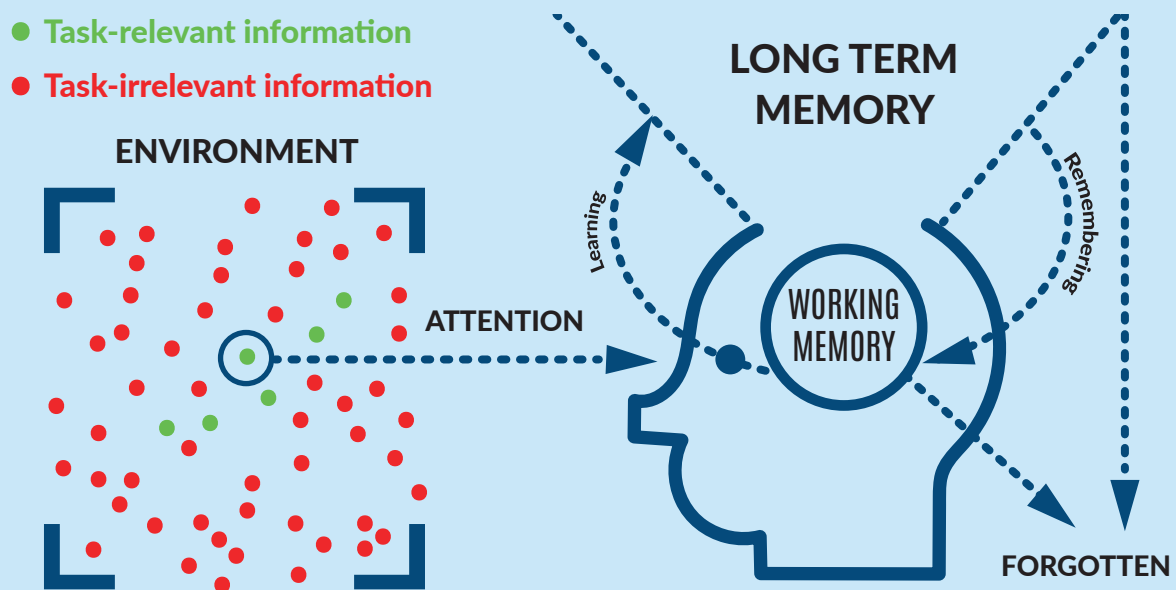 Task-relevant information
Task-irrelevant information
ENVIRONMENT
ATTENTION
LONG TERM
MEMORY
Learning
Remembering
WORKING
MEMORY
FORGOTTEN